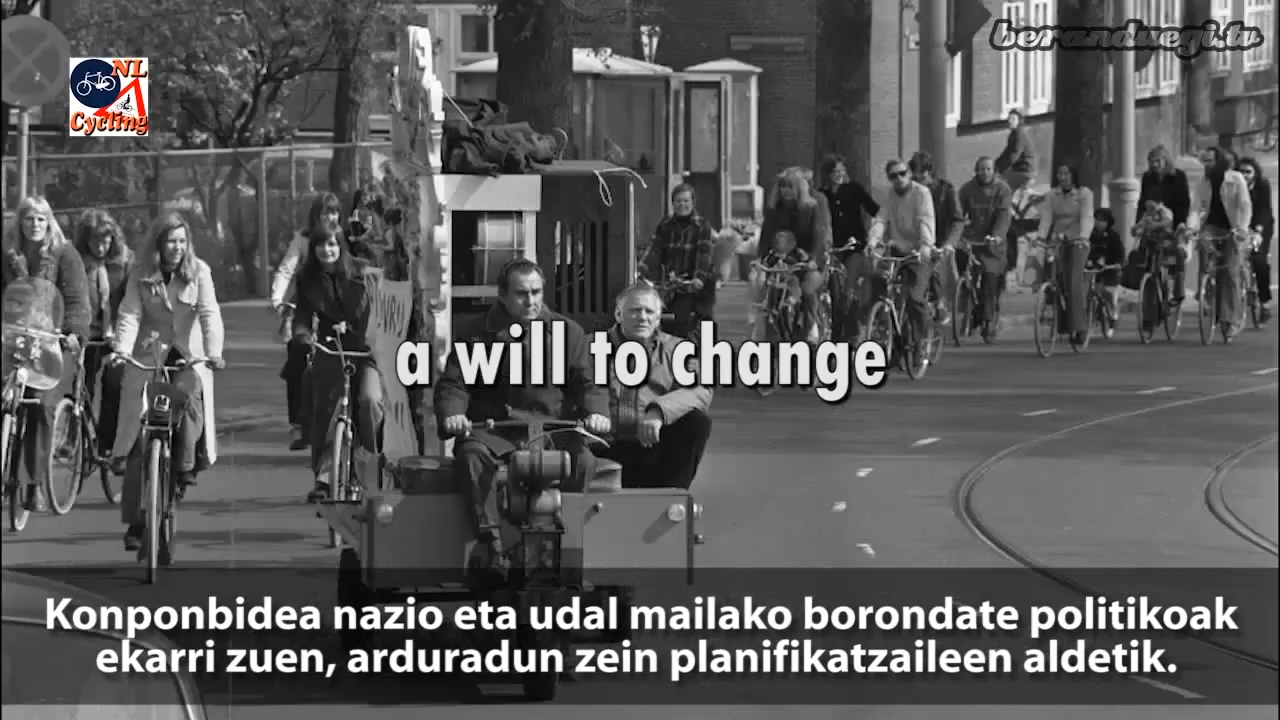 berandwegi.tv
NL
Cycling
a will to change
Konponbidea nazio eta udal mailako borondate politikoak
ekarri zuen, arduradun zein planifikatzaileen aldetik.